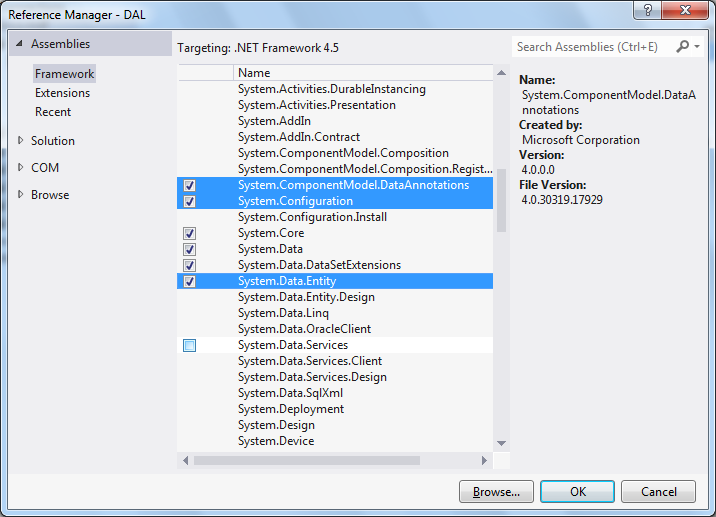 Reference Manager - DAL
Assemblies
Framework
Extensions
Recent
Solution
COM
Browse
Targeting: .NET Framework 4.5
Name
System.Activities.DurableInstancing
System.Activities.Presentation
System.AddIn
System.AddIn.Contract
System.ComponentModel.Composition
System.ComponentModel.Composition.Regist...
System.ComponentModel.DataAnnotations
System.Configuration
System.Configuration.Install
System.Core
System.Data
System.Data.DataSetExtensions
System.Data.Entity
System.Data.Entity.Design
System.Data.Linq
System.Data.OracleClient
System.Data.Services
System.Data.Services.Client
System.Data.Services.Design
System.Data.SqlXml
System.Deployment
System.Design
System.Device
Search Assemblies (Ctrl+E)
Name:
System.ComponentModel.DataA
nnotations
Created by:
Microsoft Corporation
Version:
4.0.0.0
File Version:
4.0.30319.17929
Browse...
OK
Cancel